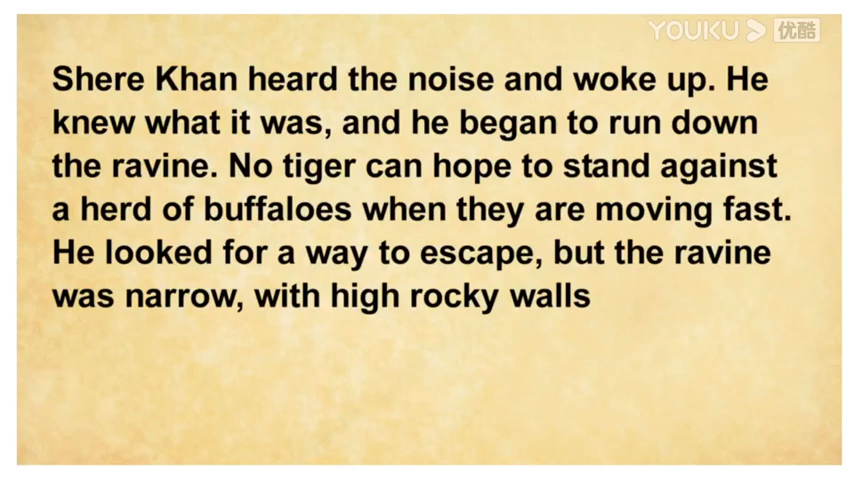 YOUKU 优酷
Shere Khan heard the noise and woke up. He
knew what it was, and he began to run down
the ravine. No tiger can hope to stand against
a herd of buffaloes when they are moving fast.
He looked for a way to escape, but the ravine
was narrow, with high rocky walls